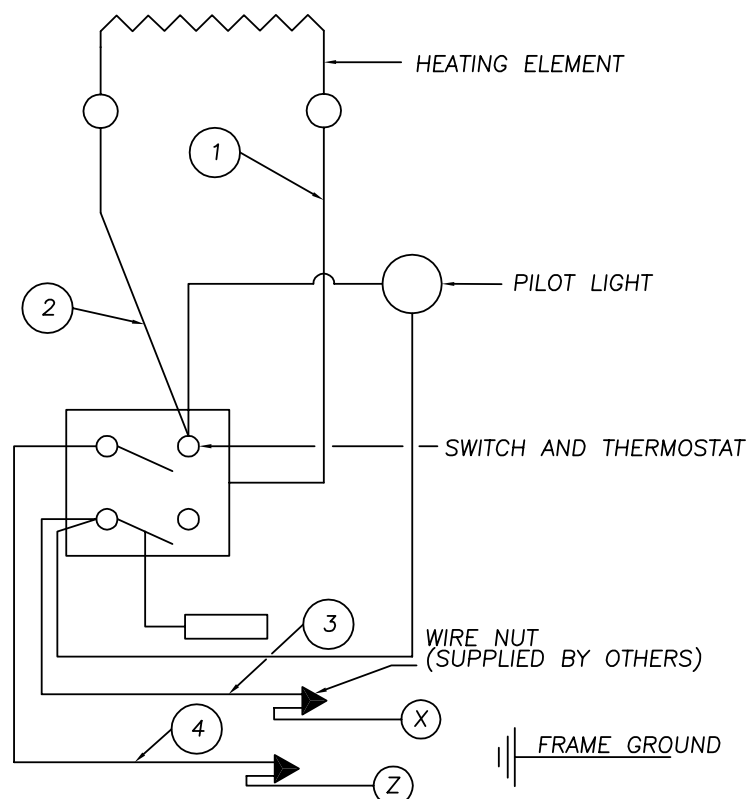 HEATING ELEMENT
1
PILOT LIGHT
2
SWITCH AND THERMOSTAT
3
WIRE NUT
(SUPPLIED BY OTHERS)
X
4
FRAME GROUND
Z